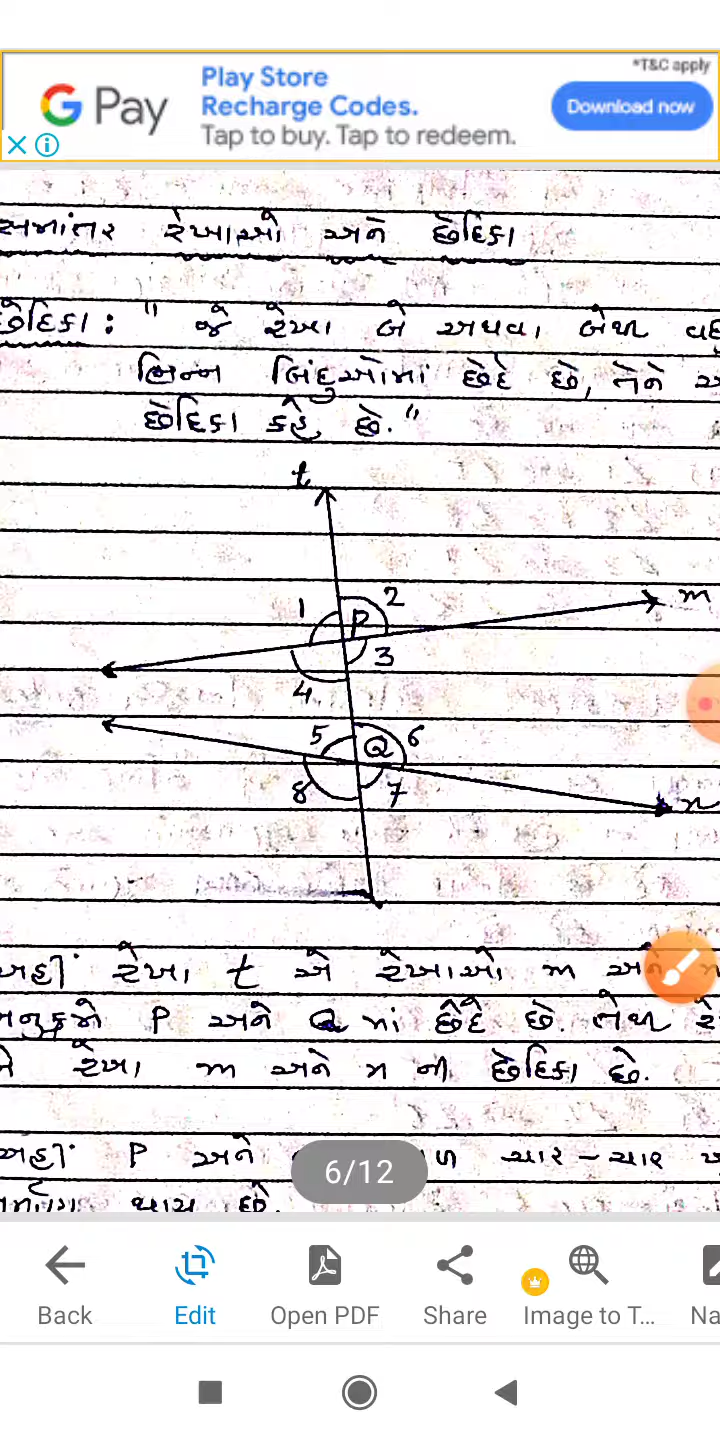 *T&C apply
G Pay
Play Store
Recharge Codes.
Tap to buy. Tap to redeem.
Download now
સમાંતર રેખાઓ અને છેદિકા
છેદિકા : " જે રેખા બે અથવા બેથી
ભિન્ન બિંદુઓમાં છેદે છે, તેને
છેદિકા કહે છે."
t
1 2 m
P
3
4
5 Q 6
8 7 n
અહીં રેખા t એ રેખાઓ m અને n
અનુક્રમે P અને Q માં છેદે છે. તેથી
રેખા m અને n ની છેદિકા છે.
અહીં P અને ચાર - ચાર
થાય છે.
6/12
Back
Edit
Open PDF
Share
Image to T...
Na